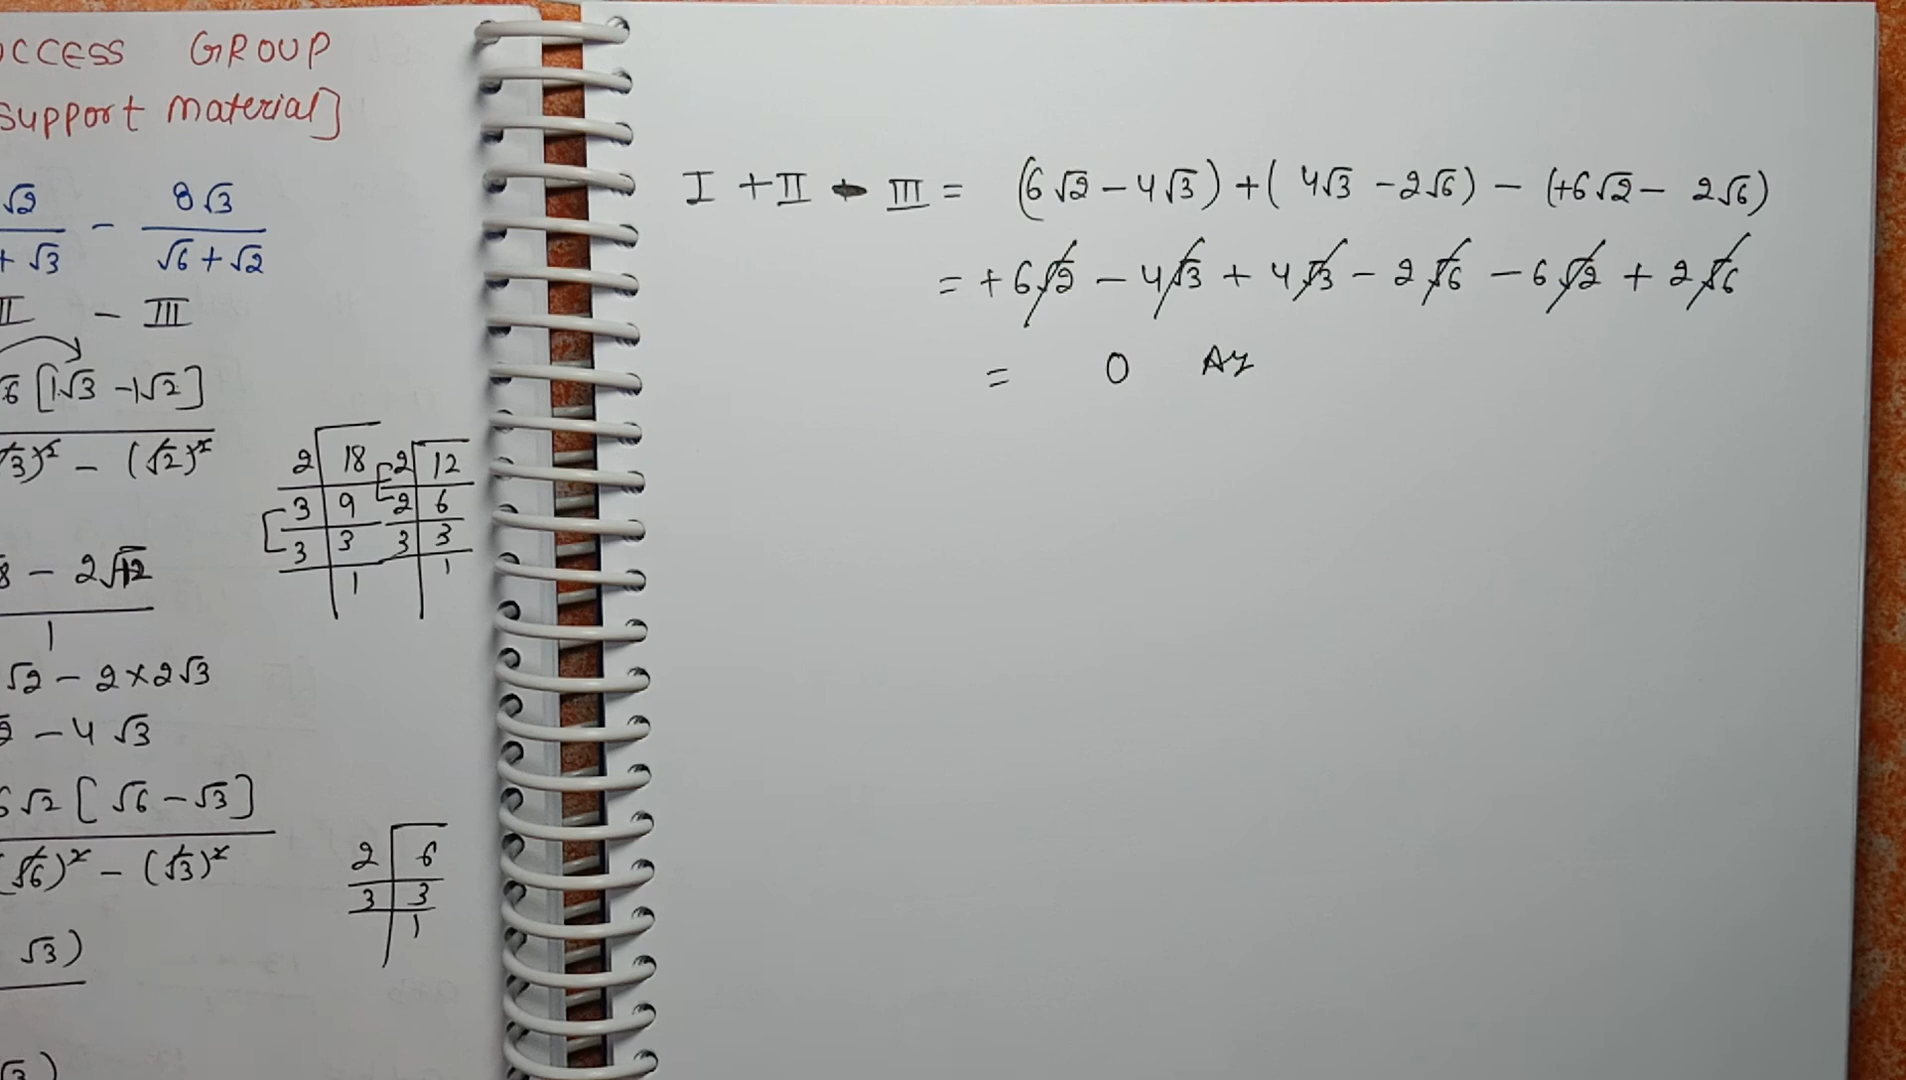 GROUP
support material]
√2 / + √3 - 8√3 / √6+√2
II - III
[1√3 -1√2]
√3)² - (√2)²
2 | 18
3 | 9
3 | 3
1
2 | 12
2 | 6
3 | 3
1
8 - 2√12
1
√2 - 2×2√3
- 4√3
6√2 [√6-√3]
(√6)² - (√3)²
2 | 6
3 | 3
1
√3)
I + II - III = (6√2-4√3)+(4√3-2√6) - (+6√2- 2√6)
= +6√2 - 4√3 + 4√3 - 2√6 - 6√2 + 2√6
= 0